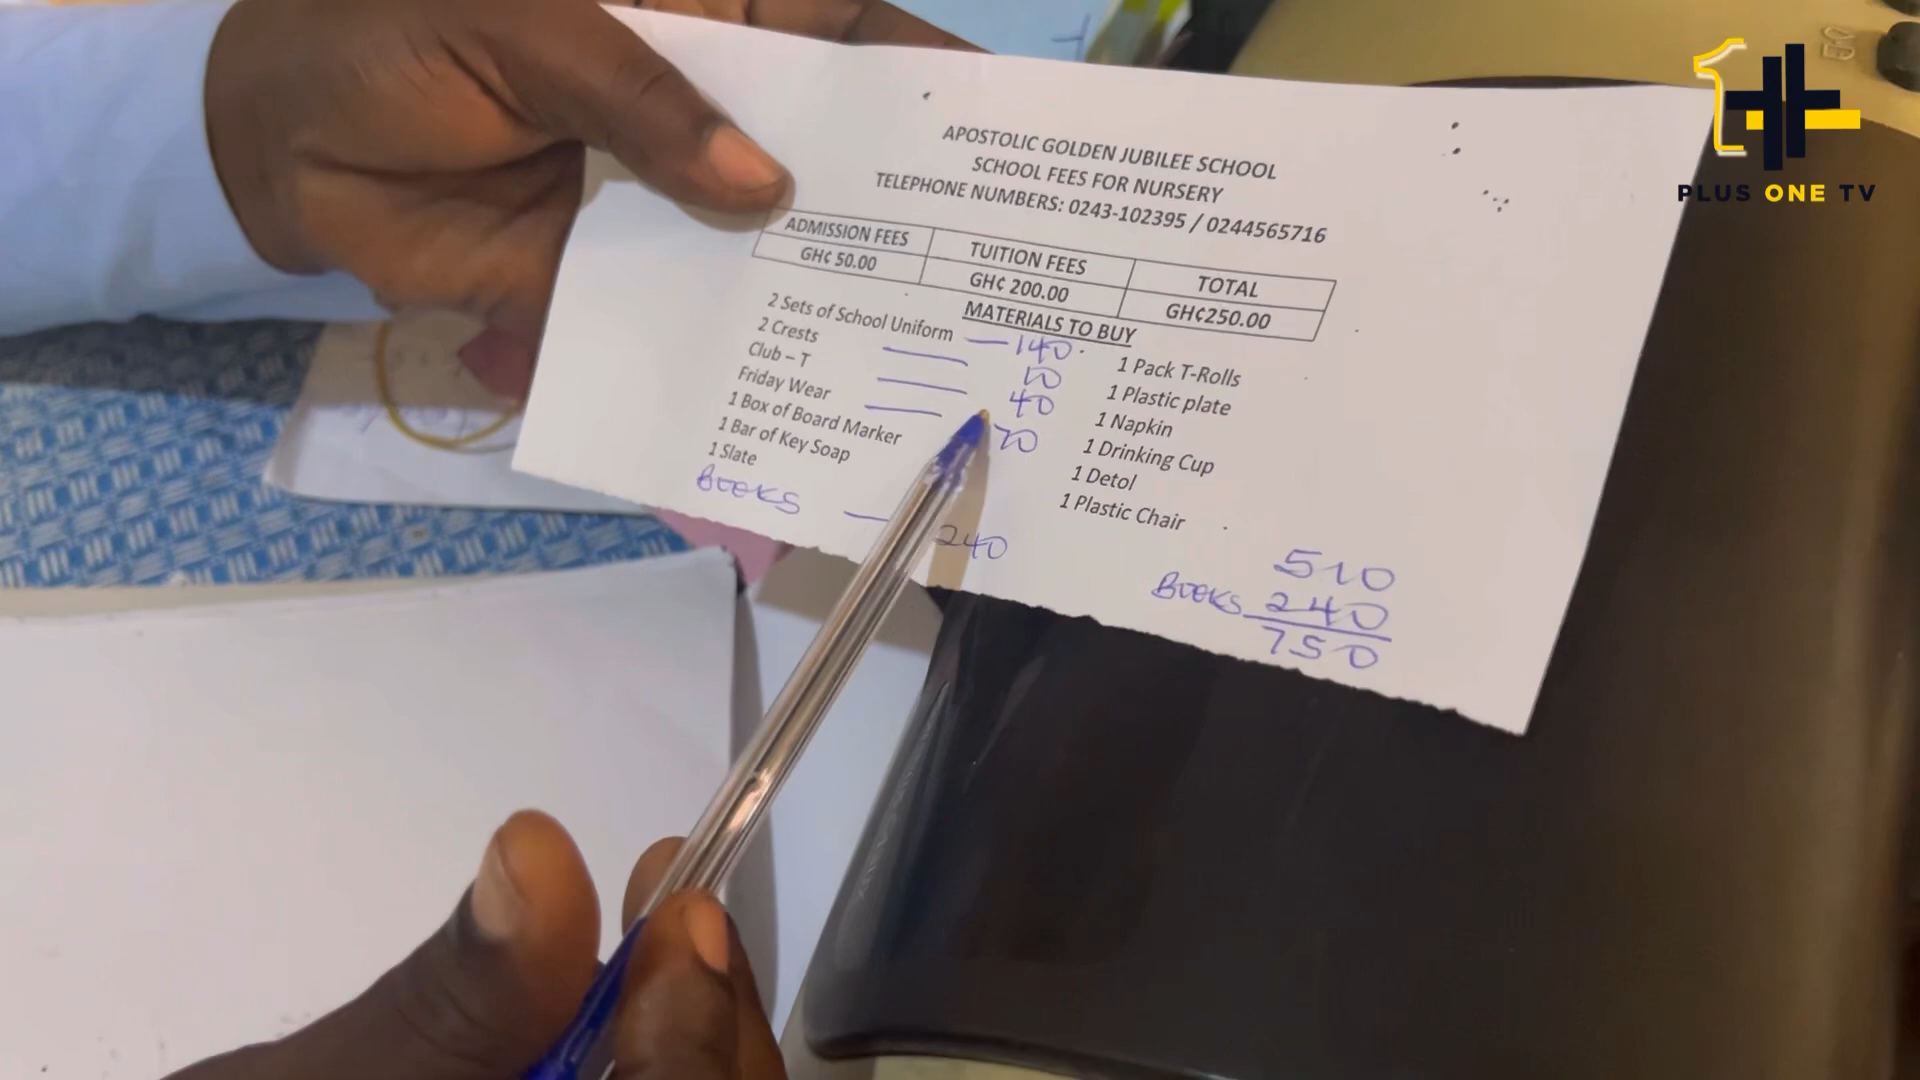 APOSTOLIC GOLDEN JUBILEE SCHOOL
SCHOOL FEES FOR NURSERY
TELEPHONE NUMBERS: 0243-102395 / 0244565716
ADMISSION FEES TUITION FEES TOTAL
GH¢ 50.00 GH¢ 200.00 GH¢250.00
MATERIALS TO BUY
2 Sets of School Uniform — 140
2 Crests — 10
Club – T — 40
Friday Wear — 70
1 Box of Board Marker
1 Bar of Key Soap
1 Slate
BOOKS — 240
1 Pack T-Rolls
1 Plastic plate
1 Napkin
1 Drinking Cup
1 Detol
1 Plastic Chair
510
BOOKS 240
750
PLUS ONE TV